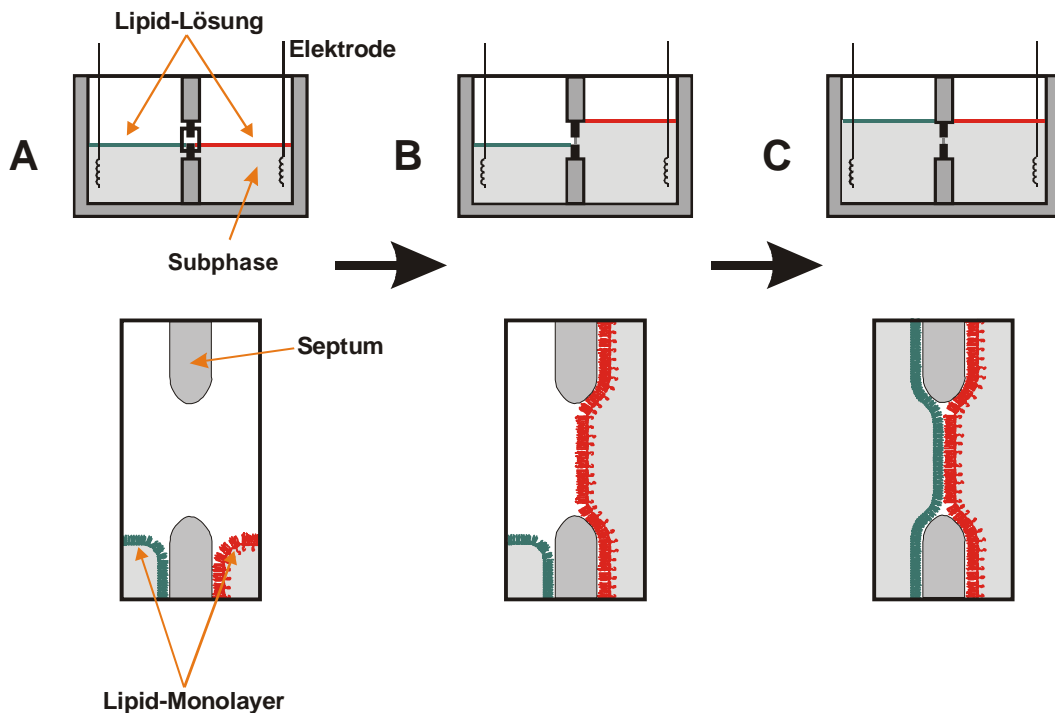 Lipid-Lösung
Elektrode
A
B
C
Subphase
Septum
Lipid-Monolayer